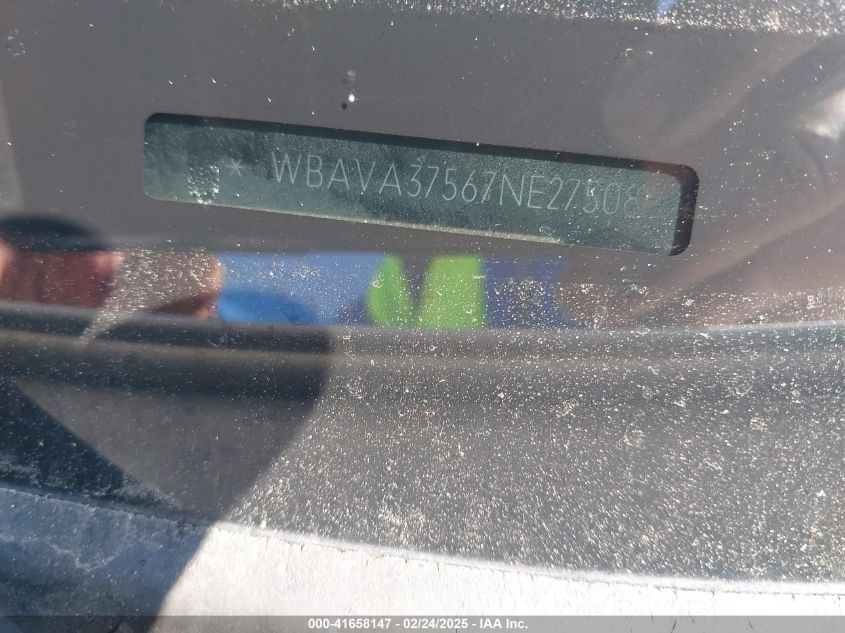 * WBAVA37567NE27508
000-41658147 - 02/24/2025 - IAA Inc.